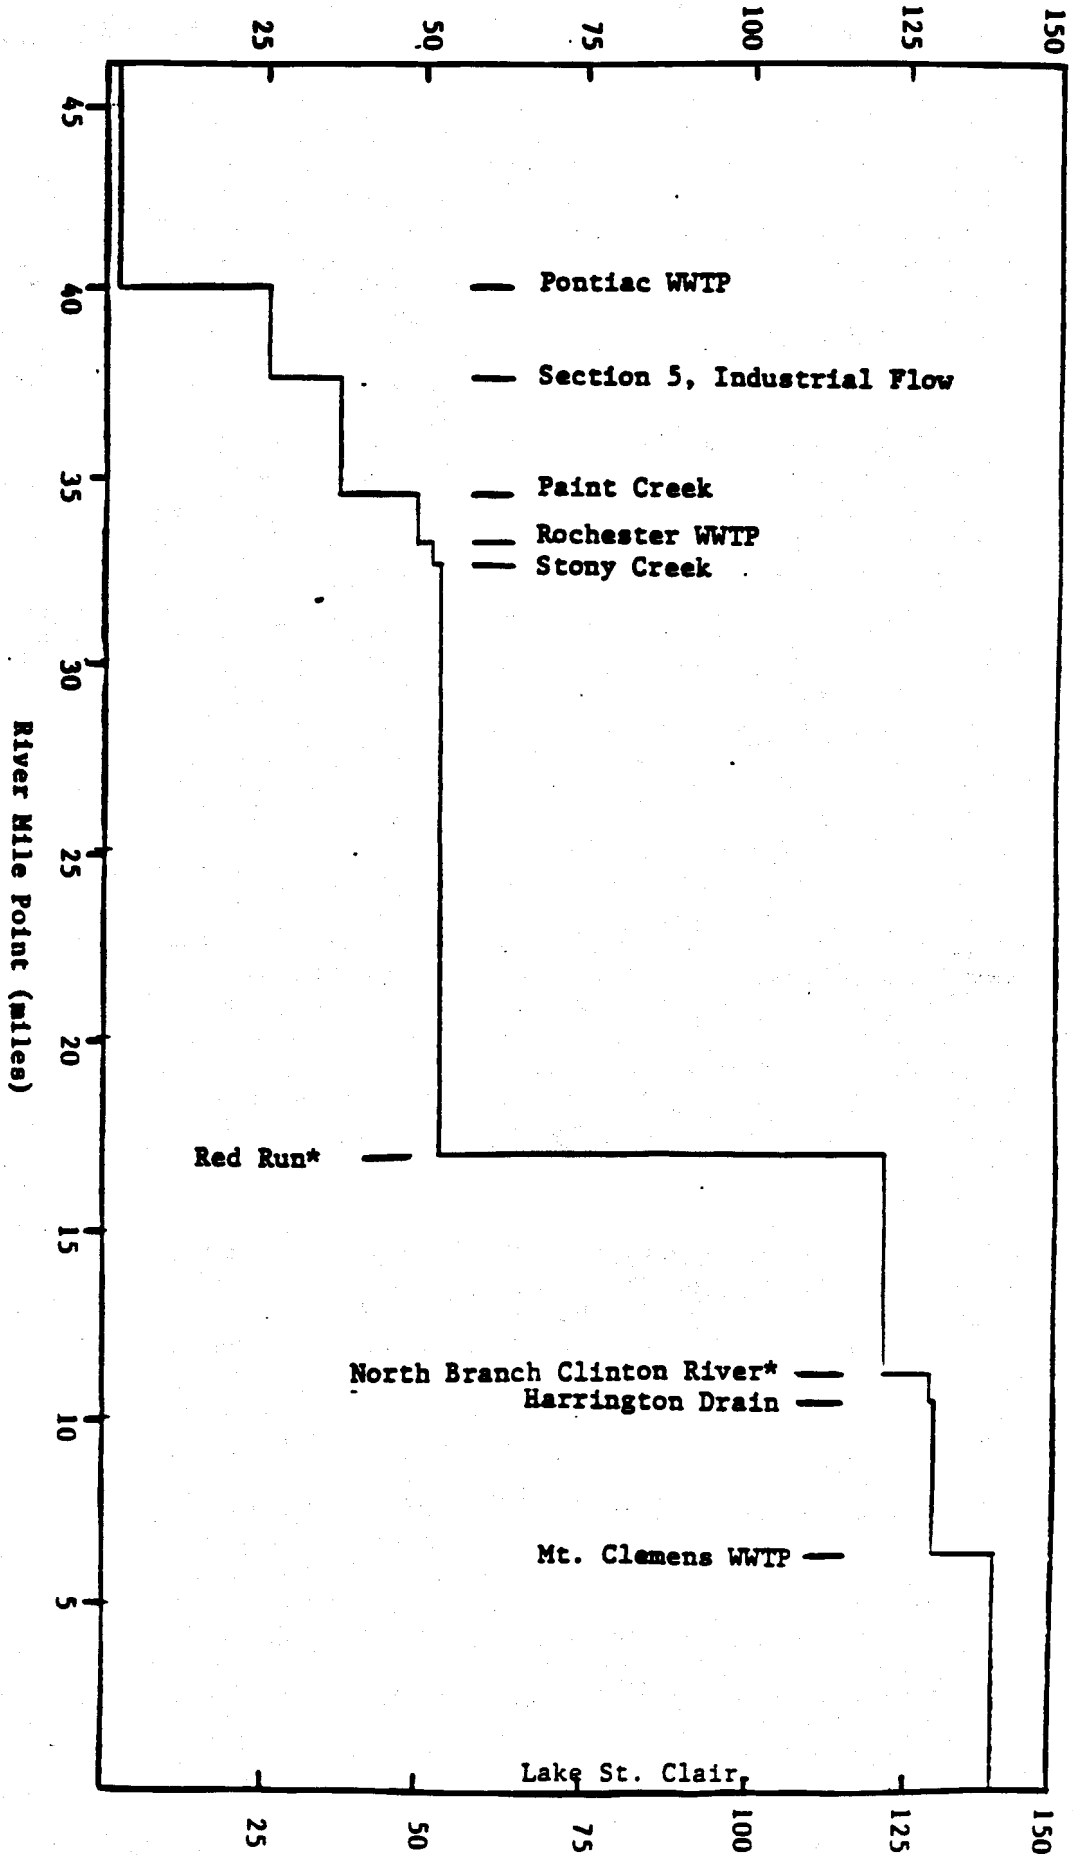 25
50
75
100
125
150
45
40
35
30
25
20
15
10
5
River Mile Point (miles)
Pontiac WWTP
Section 5, Industrial Flow
Paint Creek
Rochester WWTP
Stony Creek
Red Run*
North Branch Clinton River*
Harrington Drain
Mt. Clemens WWTP
Lake St. Clair
25
50
75
100
125
150